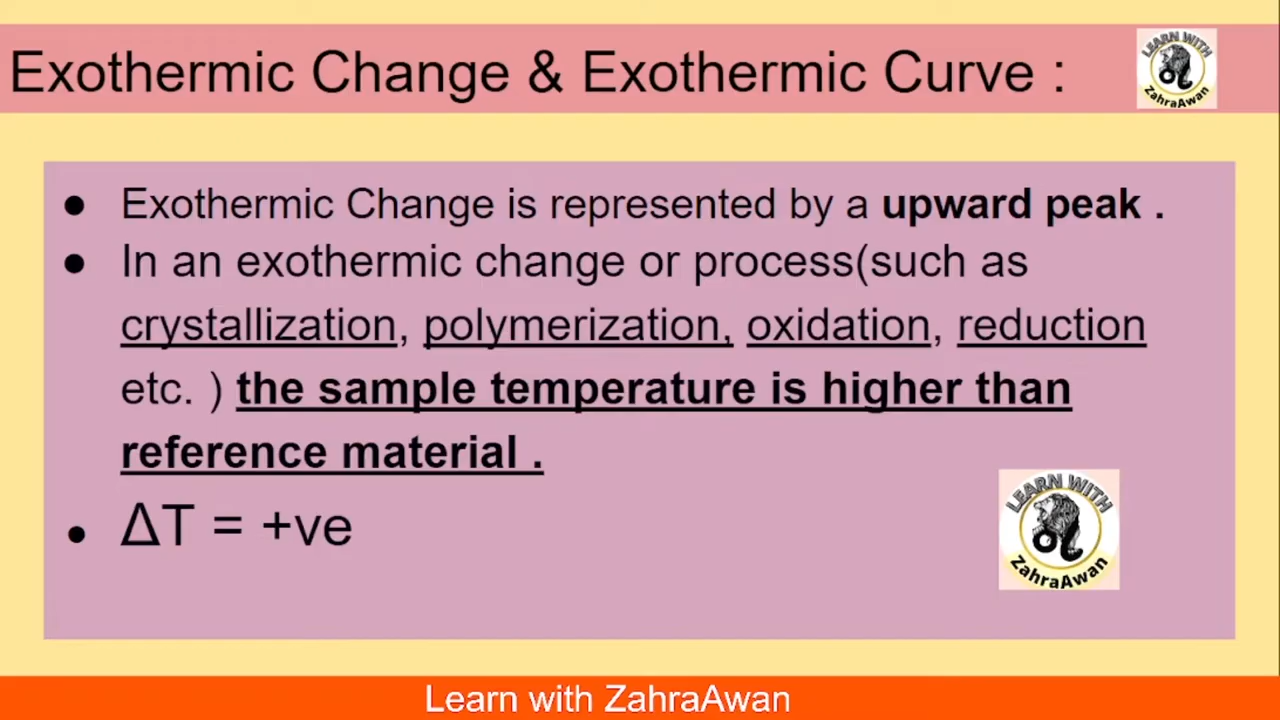 Exothermic Change & Exothermic Curve :
LEARN WITH
ZahraAwan
● Exothermic Change is represented by a upward peak .
● In an exothermic change or process(such as
crystallization, polymerization, oxidation, reduction
etc. ) the sample temperature is higher than
reference material .
● ΔT = +ve
LEARN WITH
ZahraAwan
Learn with ZahraAwan